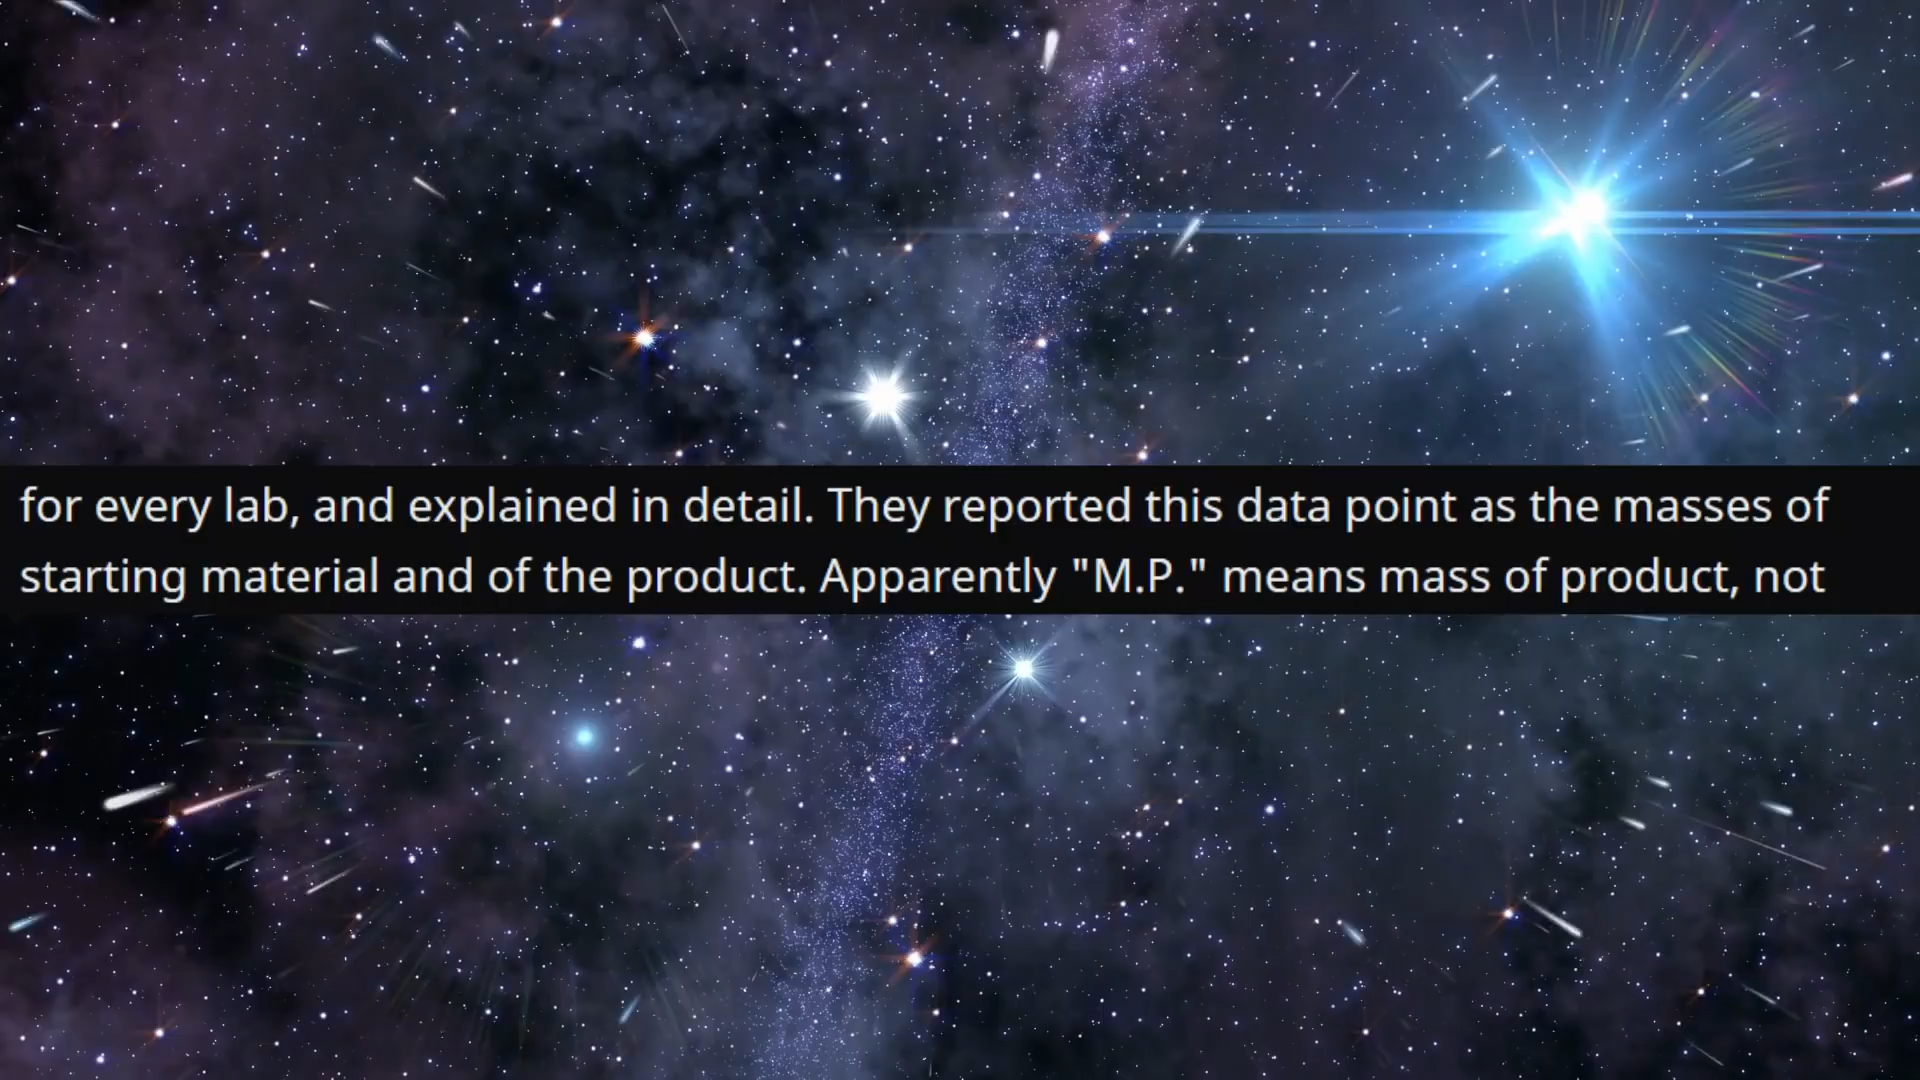 for every lab, and explained in detail. They reported this data point as the masses of
starting material and of the product. Apparently "M.P." means mass of product, not